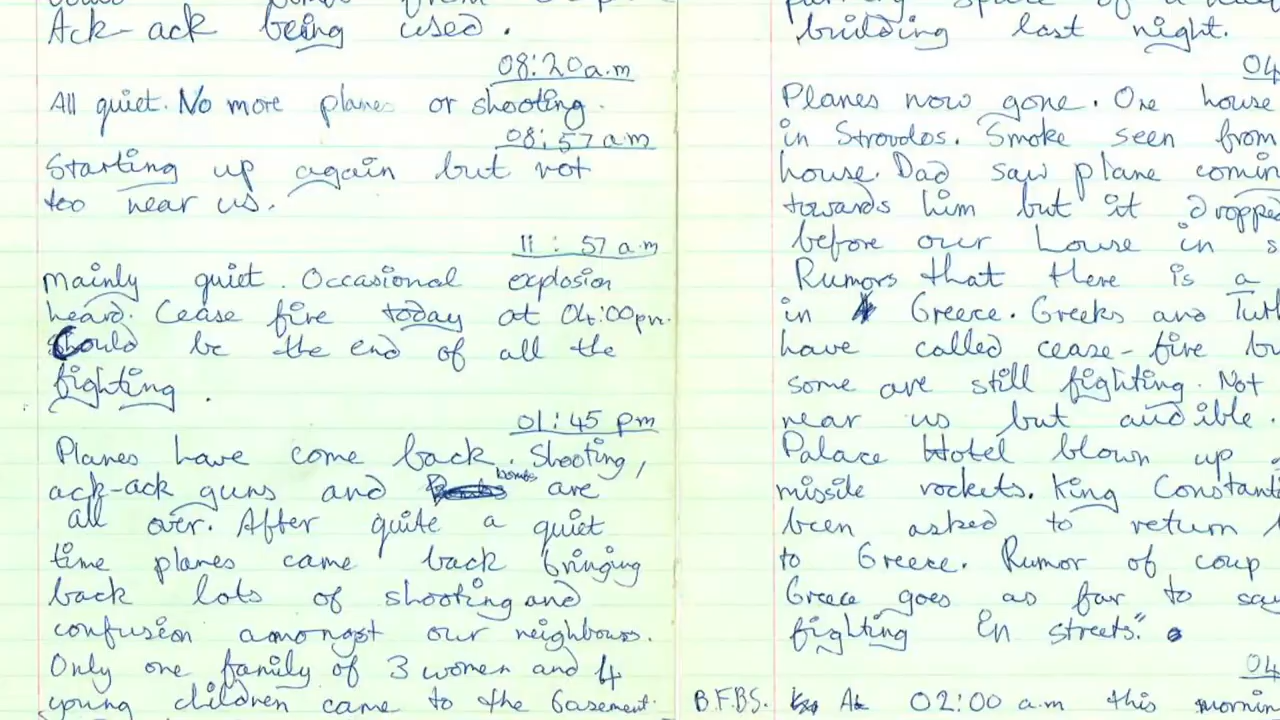 Ack-ack being used.
08:20 a.m
All quiet. No more planes or shooting.
08:57 a.m
Starting up again but not
too near us.
11:57 a.m
Mainly quiet. Occasional explosion
heard. Cease fire today at 04:00pm.
Should be the end of all the
fighting.
01:45 pm
Planes have come back. Shooting,
ack-ack guns and bombs are
all over. After quite a quiet
time planes came back bringing
back lots of shooting and
confusion amongst our neighbours.
Only one family of 3 women and 4
young children came to the basement.
building last night.
04
Planes now gone. One house
in Strovolos. Smoke seen from
house. Dad saw plane comin
towards him but it dropped
before our house in s
Rumors that there is a
in Greece. Greeks and Tu
have called cease-fire bu
some are still fighting. Not
near us but audible.
Palace Hotel blown up
missile rockets. King Constanti
been asked to return
to Greece. Rumor of coup
Greece goes as far to say
fighting in streets."
04
B.F.B.S. At 02:00 a.m this mornin